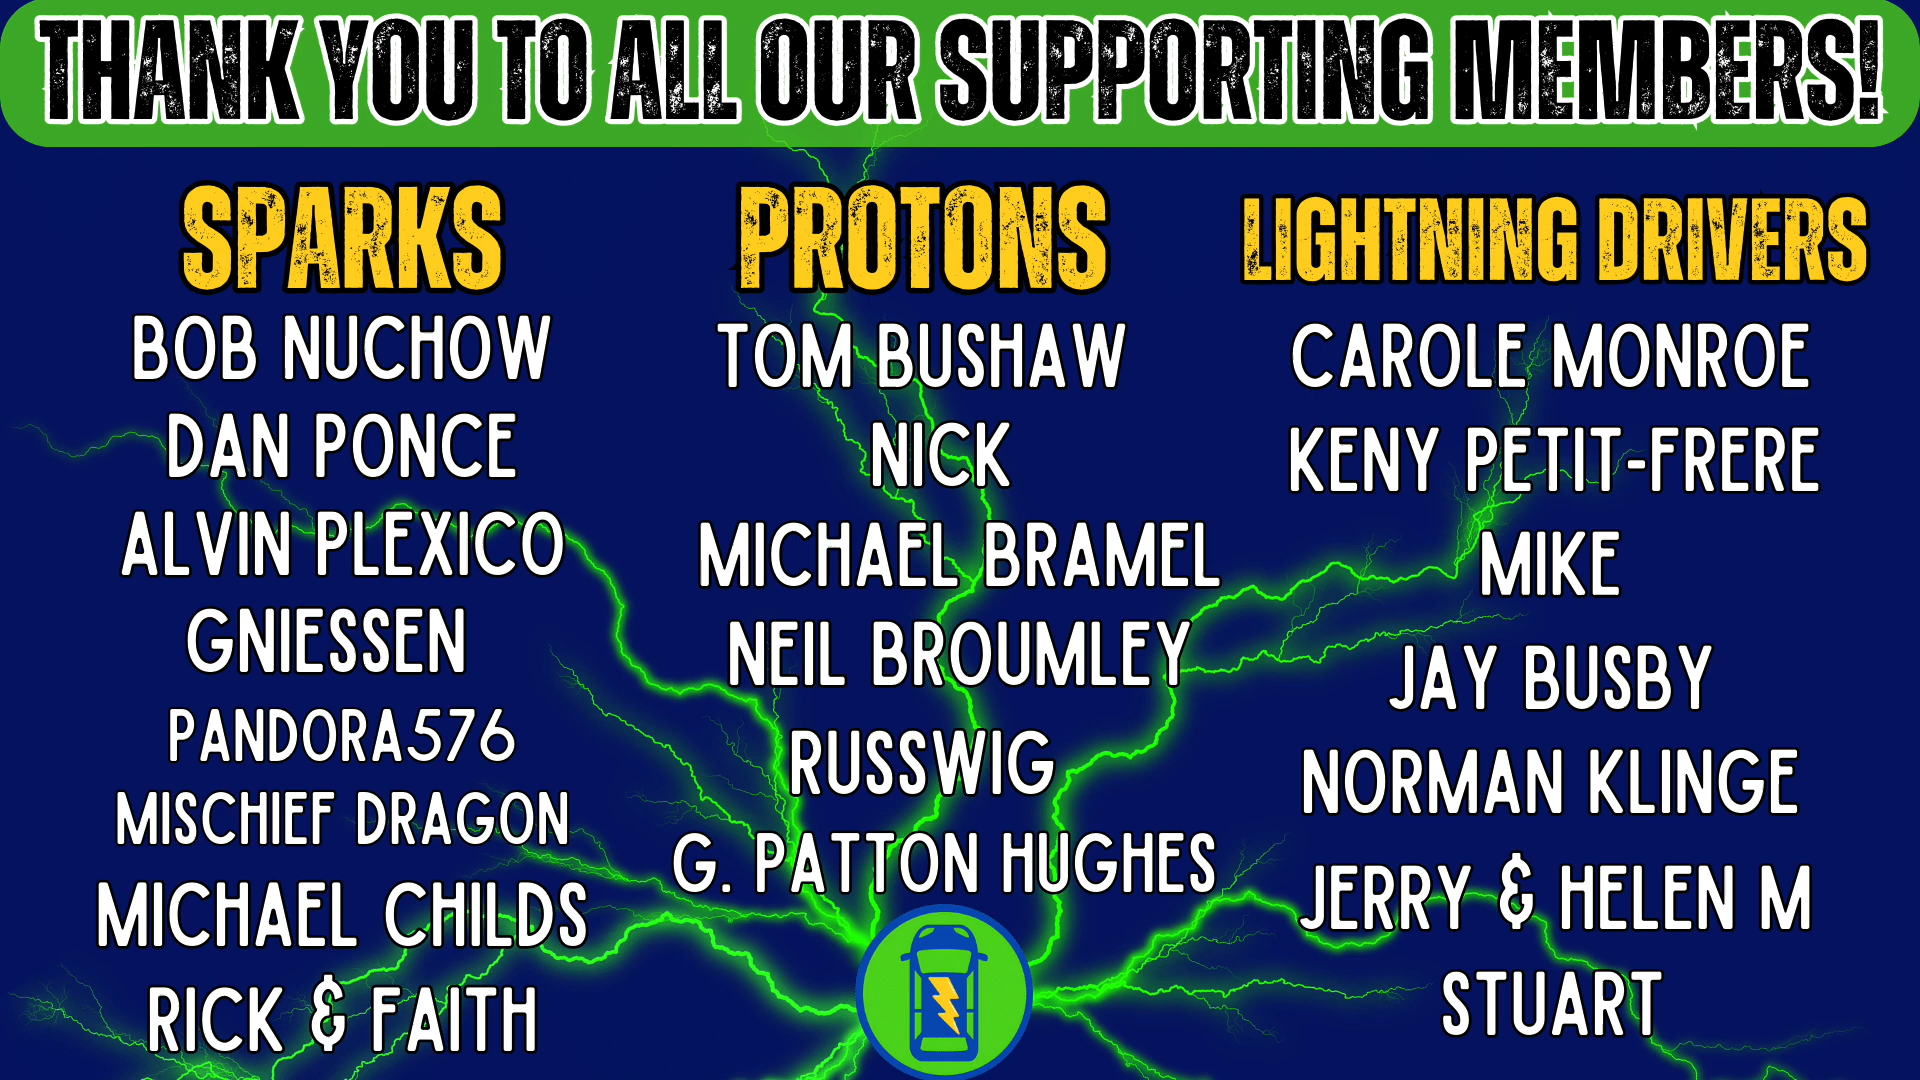 THANK YOU TO ALL OUR SUPPORTING MEMBERS!
SPARKS
BOB NUCHOW
DAN PONCE
ALVIN PLEXICO
GNIESSEN
PANDORA576
MISCHIEF DRAGON
MICHAEL CHILDS
RICK & FAITH
PROTONS
TOM BUSHAW
NICK
MICHAEL BRAMEL
NEIL BROUMLEY
RUSSWIG
G. PATTON HUGHES
LIGHTNING DRIVERS
CAROLE MONROE
KENY PETIT-FRERE
MIKE
JAY BUSBY
NORMAN KLINGE
JERRY & HELEN M
STUART